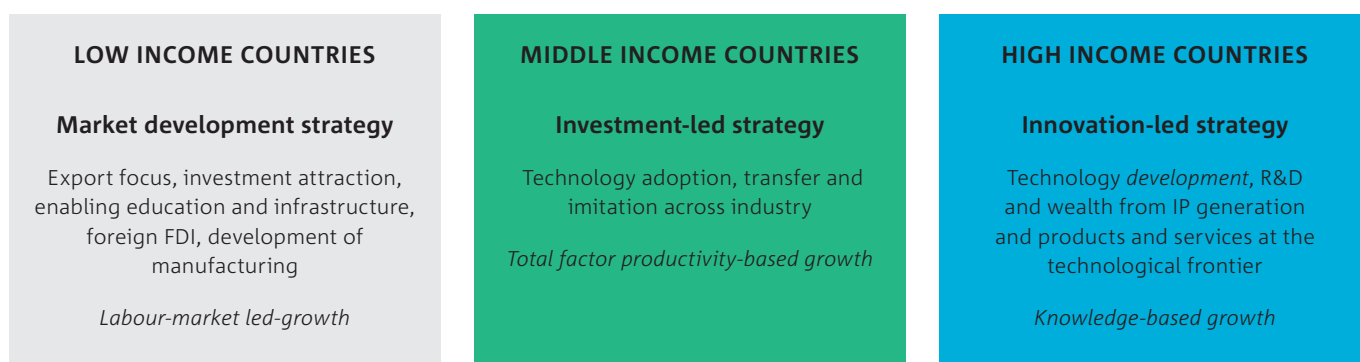 LOW INCOME COUNTRIES
Market development strategy
Export focus, investment attraction,
enabling education and infrastructure,
foreign FDI, development of
manufacturing
Labour-market led-growth
MIDDLE INCOME COUNTRIES
Investment-led strategy
Technology adoption, transfer and
imitation across industry
Total factor productivity-based growth
HIGH INCOME COUNTRIES
Innovation-led strategy
Technology development, R&D
and wealth from IP generation
and products and services at the
technological frontier
Knowledge-based growth